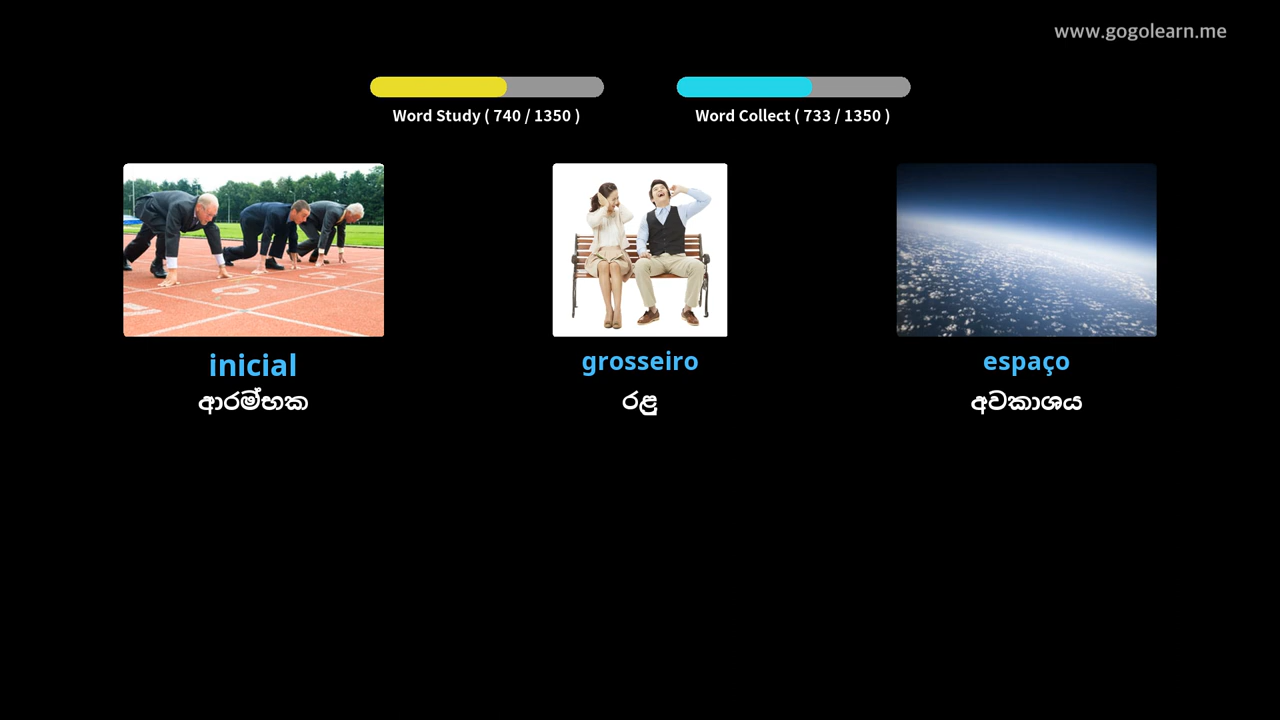 www.gogolearn.me
Word Study ( 740 / 1350 )
Word Collect ( 733 / 1350 )
inicial
grosseiro
espaço
ආරම්භක
රළු
අවකාශය